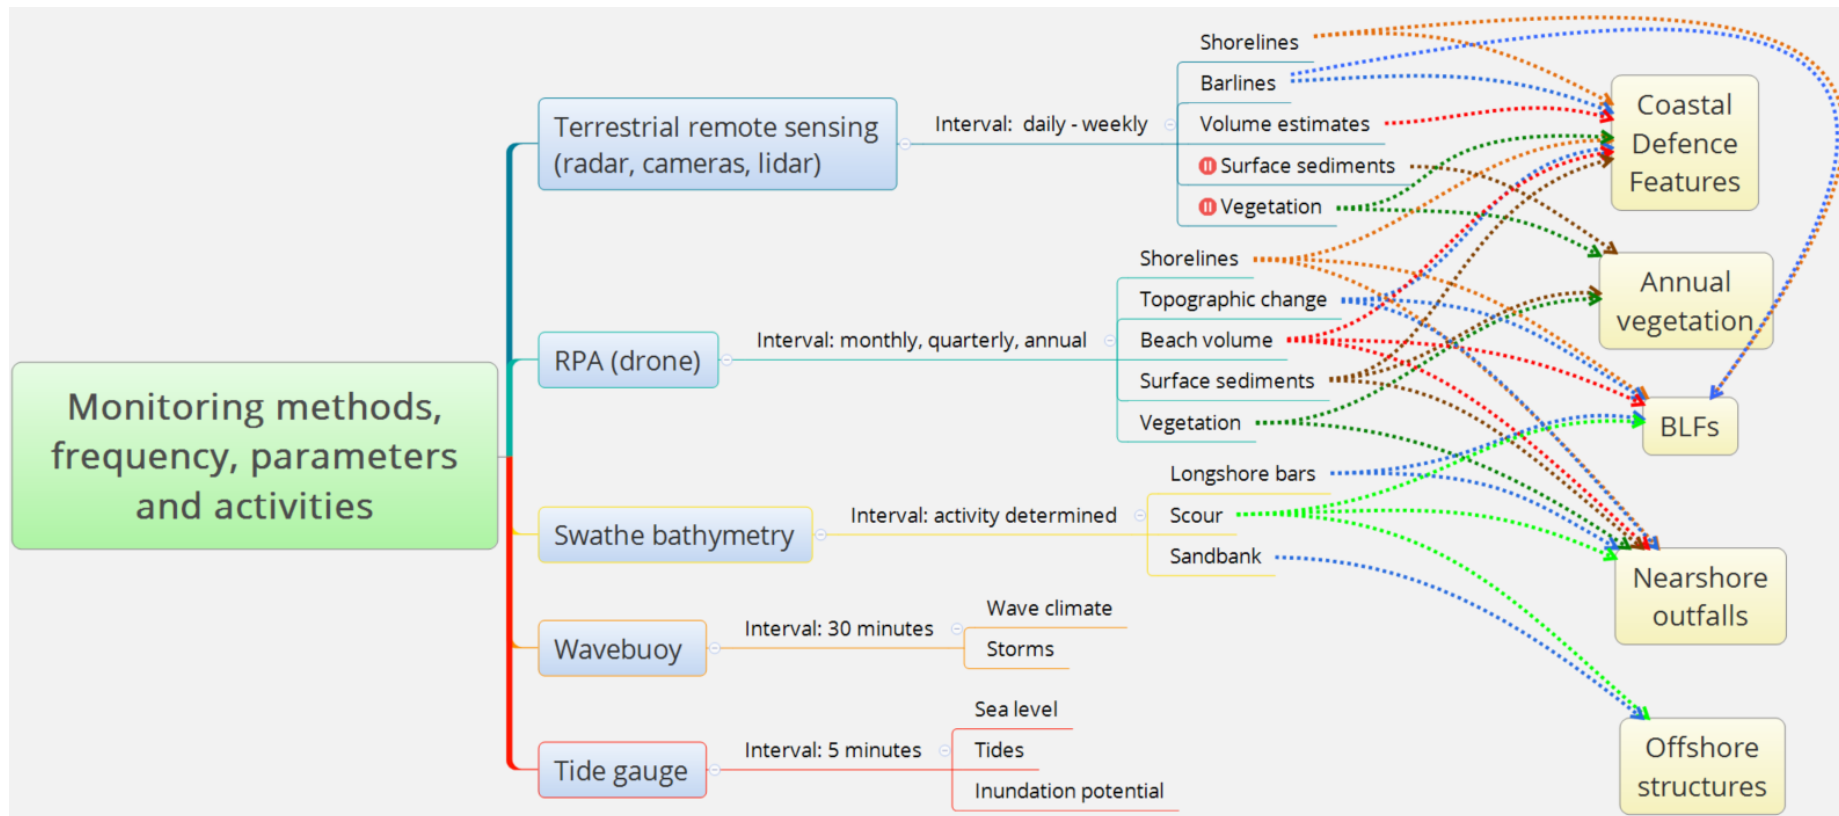 Monitoring methods,
frequency, parameters
and activities
Terrestrial remote sensing
(radar, cameras, lidar)
Interval:  daily - weekly
Shorelines
Barlines
Volume estimates
Surface sediments
Vegetation
RPA (drone)
Interval: monthly, quarterly, annual
Shorelines
Topographic change
Beach volume
Surface sediments
Vegetation
Swathe bathymetry
Interval: activity determined
Longshore bars
Scour
Sandbank
Wavebuoy
Interval: 30 minutes
Wave climate
Storms
Tide gauge
Interval: 5 minutes
Sea level
Tides
Inundation potential
Coastal
Defence
Features
Annual
vegetation
BLFs
Nearshore
outfalls
Offshore
structures